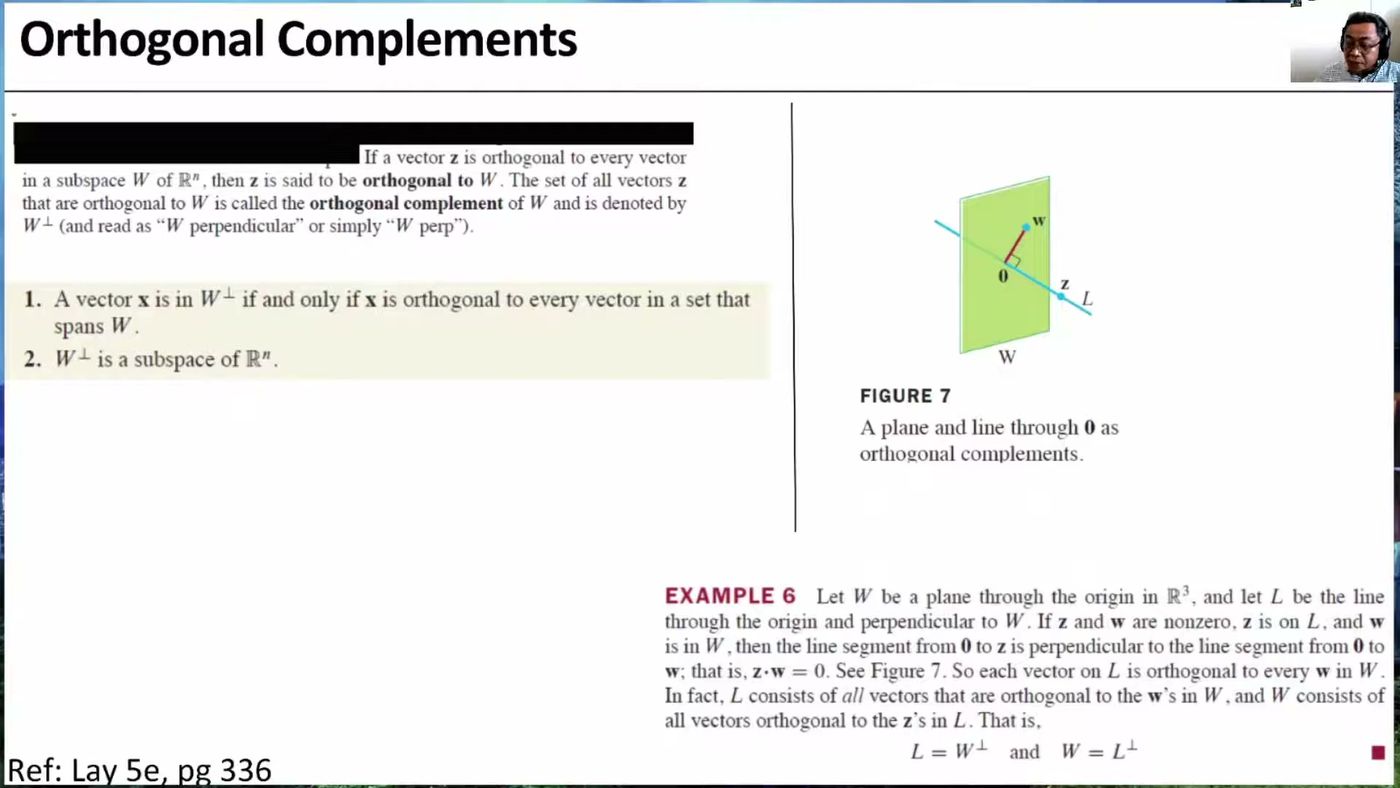 Orthogonal Complements
If a vector z is orthogonal to every vector
in a subspace W of ℝⁿ, then z is said to be orthogonal to W. The set of all vectors z
that are orthogonal to W is called the orthogonal complement of W and is denoted by
W⊥ (and read as “W perpendicular” or simply “W perp”).
1. A vector x is in W⊥ if and only if x is orthogonal to every vector in a set that
spans W.
2. W⊥ is a subspace of ℝⁿ.
w
0
z
L
W
FIGURE 7
A plane and line through 0 as
orthogonal complements.
EXAMPLE 6 Let W be a plane through the origin in ℝ³, and let L be the line
through the origin and perpendicular to W. If z and w are nonzero, z is on L, and w
is in W, then the line segment from 0 to z is perpendicular to the line segment from 0 to
w; that is, z·w = 0. See Figure 7. So each vector on L is orthogonal to every w in W.
In fact, L consists of all vectors that are orthogonal to the w’s in W, and W consists of
all vectors orthogonal to the z’s in L. That is,
L = W⊥ and W = L⊥
Ref: Lay 5e, pg 336